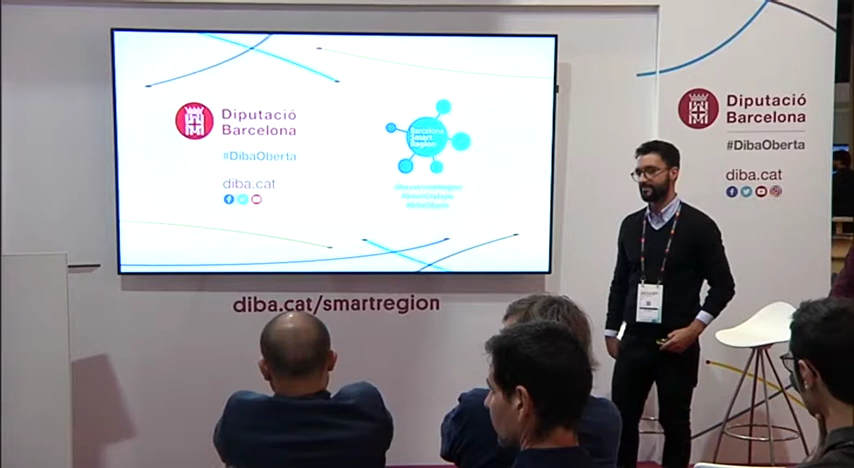 Diputació
Barcelona
#DibaOberta
diba.cat
Barcelona
Smart
Region
diba.cat/smartregion
Diputació
Barcelona
#DibaOberta
diba.cat